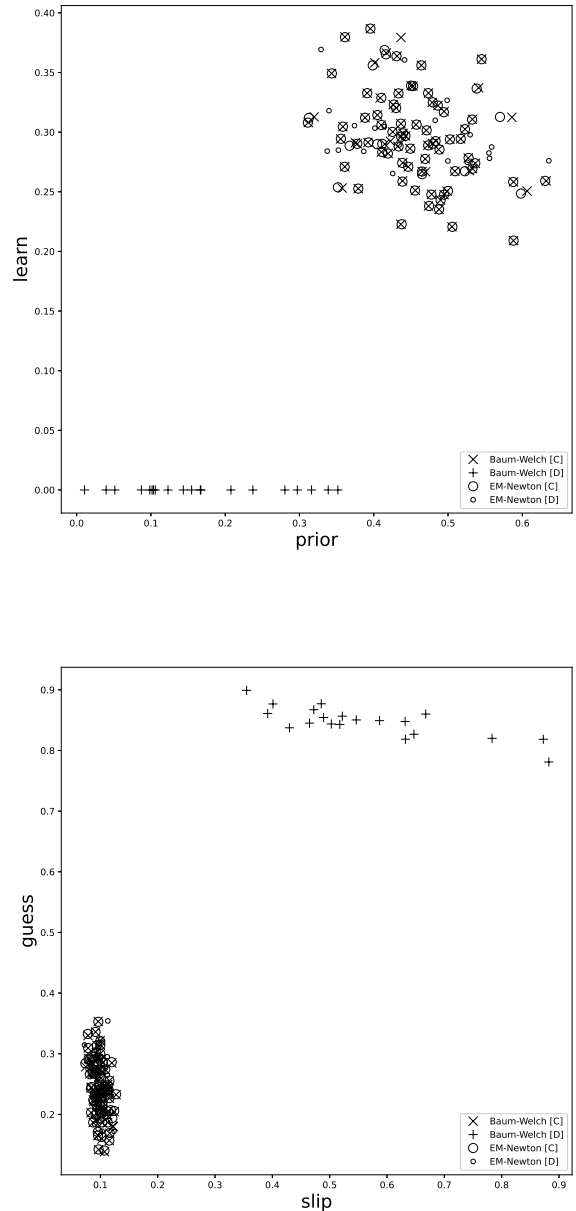 0.40
0.35
0.30
0.25
0.20
0.15
0.10
0.05
0.00
learn
0.0 0.1 0.2 0.3 0.4 0.5 0.6
prior
Baum-Welch [C]
Baum-Welch [D]
EM-Newton [C]
EM-Newton [D]
0.9
0.8
0.7
0.6
0.5
0.4
0.3
0.2
guess
0.1 0.2 0.3 0.4 0.5 0.6 0.7 0.8 0.9
slip
Baum-Welch [C]
Baum-Welch [D]
EM-Newton [C]
EM-Newton [D]